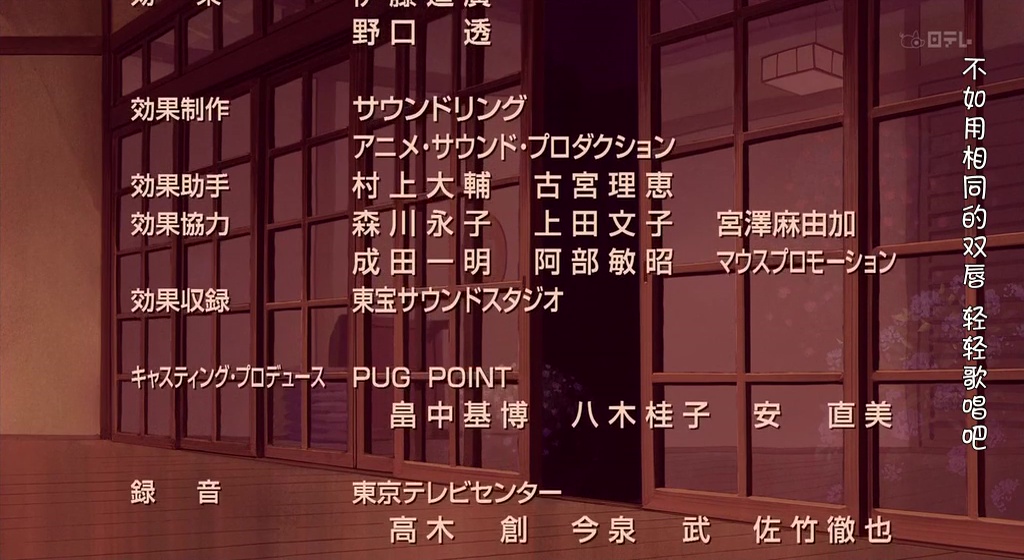 効 果 伊藤道廣
野口 透
効果制作 サウンドリング
アニメ・サウンド・プロダクション
効果助手 村上大輔 古宮理恵
効果協力 森川永子 上田文子 宮澤麻由加
成田一明 阿部敏昭 マウスプロモーション
効果収録 東宝サウンドスタジオ
キャスティング・プロデュース PUG POINT
畠中基博 八木桂子 安 直美
録 音 東京テレビセンター
高木 創 今泉 武 佐竹徹也
日テレ
不如用相同的双唇 轻轻歌唱吧